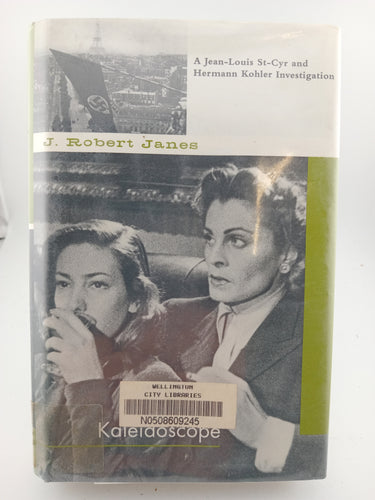 A Jean-Louis St-Cyr and
Hermann Kohler Investigation
J. Robert Janes
WELLINGTON
CITY LIBRARIES
N0508609245
Kaleidoscope